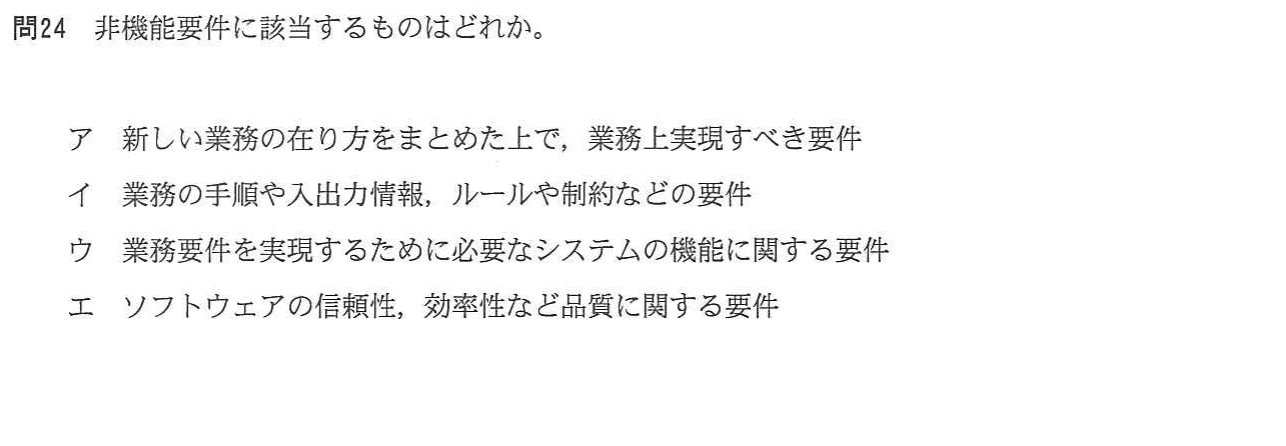 問24　非機能要件に該当するものはどれか。
ア　新しい業務の在り方をまとめた上で，業務上実現すべき要件
イ　業務の手順や入出力情報，ルールや制約などの要件
ウ　業務要件を実現するために必要なシステムの機能に関する要件
エ　ソフトウェアの信頼性，効率性など品質に関する要件